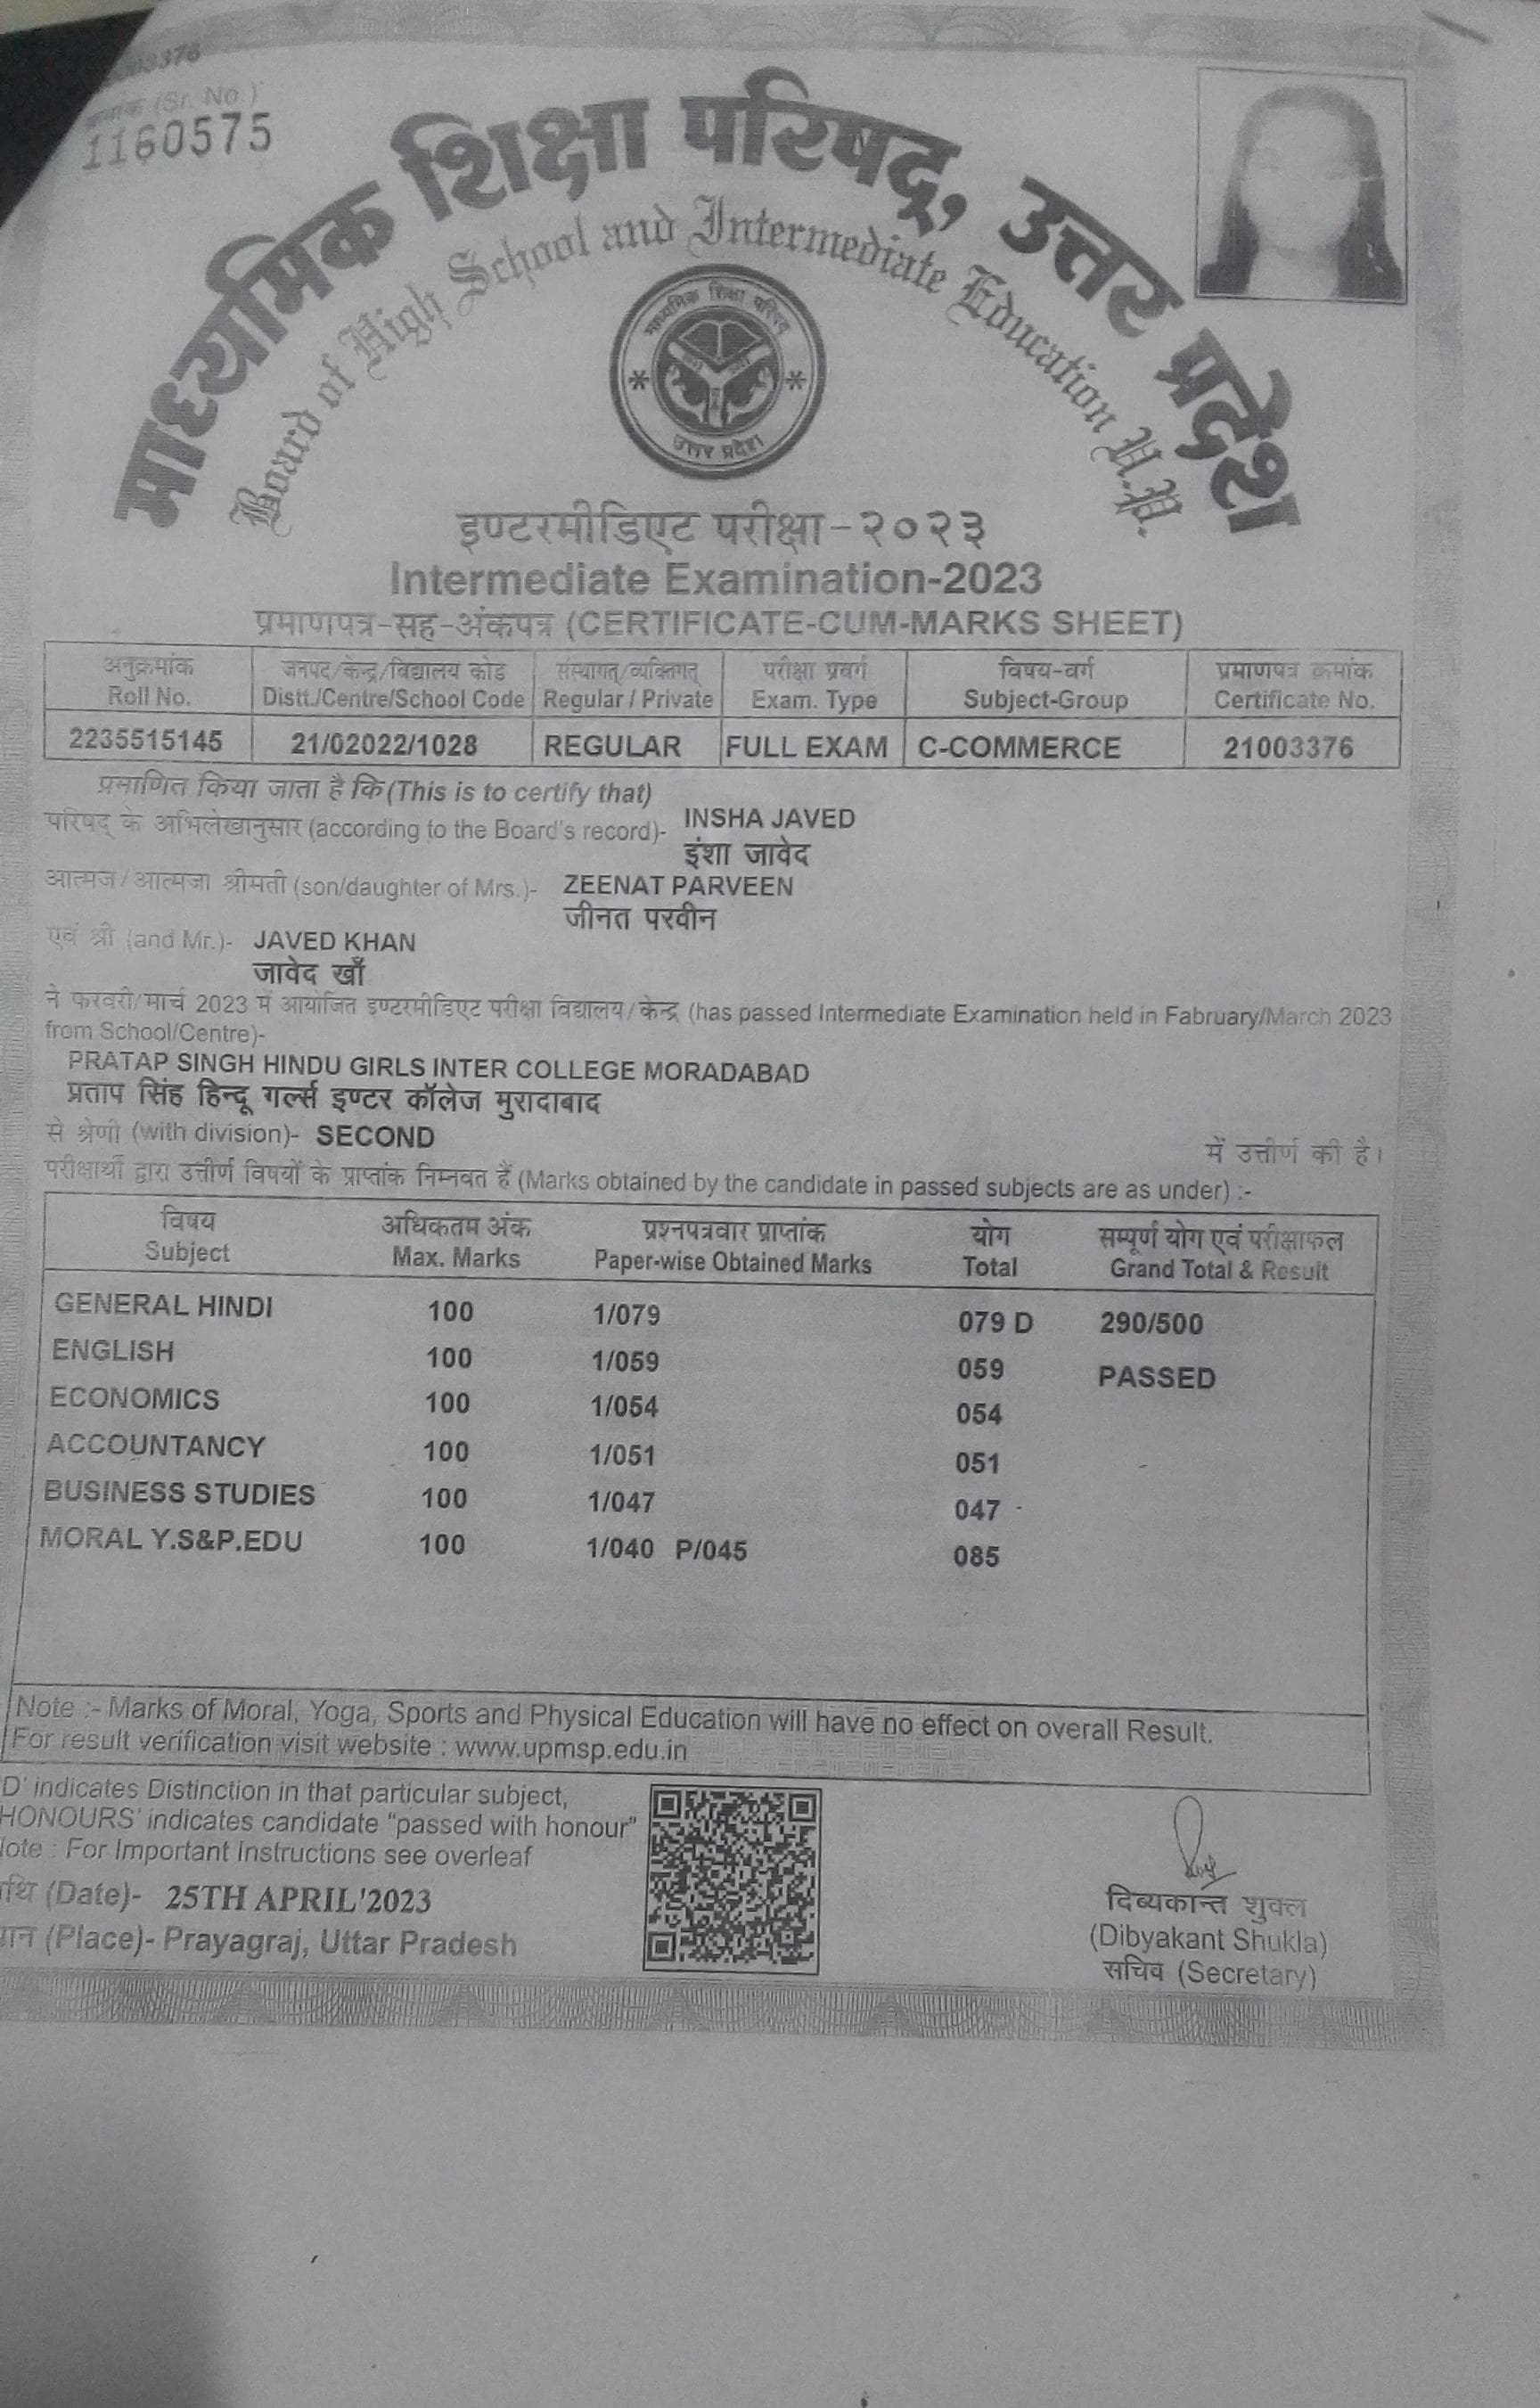 1160575
क्रमांक (Sr. No.)
माध्यमिक शिक्षा परिषद्, उत्तर प्रदेश
Board of High School and Intermediate Education U.P.
माध्यमिक शिक्षा परिषद्
उत्तर प्रदेश
इण्टरमीडिएट परीक्षा-२०२३
Intermediate Examination-2023
प्रमाणपत्र-सह-अंकपत्र (CERTIFICATE-CUM-MARKS SHEET)
अनुक्रमांक जनपद/केन्द्र/विद्यालय कोड संस्थागत्/व्यक्तिगत् परीक्षा प्रवर्ग विषय-वर्ग प्रमाणपत्र क्रमांक
Roll No. Distt./Centre/School Code Regular / Private Exam. Type Subject-Group Certificate No.
2235515145 21/02022/1028 REGULAR FULL EXAM C-COMMERCE 21003376
प्रमाणित किया जाता है कि (This is to certify that)
परिषद् के अभिलेखानुसार (according to the Board's record)- INSHA JAVED
इंशा जावेद
आत्मज/आत्मजा श्रीमती (son/daughter of Mrs.)- ZEENAT PARVEEN
जीनत परवीन
एवं श्री (and Mr.)- JAVED KHAN
जावेद खाँ
ने फरवरी/मार्च 2023 में आयोजित इण्टरमीडिएट परीक्षा विद्यालय/केन्द्र (has passed Intermediate Examination held in Fabruary/March 2023
from School/Centre)-
PRATAP SINGH HINDU GIRLS INTER COLLEGE MORADABAD
प्रताप सिंह हिन्दू गर्ल्स इण्टर कॉलेज मुरादाबाद
से श्रेणी (with division)- SECOND में उत्तीर्ण की है।
परीक्षार्थी द्वारा उत्तीर्ण विषयों के प्राप्तांक निम्नवत हैं (Marks obtained by the candidate in passed subjects are as under) :-
विषय अधिकतम अंक प्रश्नपत्रवार प्राप्तांक योग सम्पूर्ण योग एवं परीक्षाफल
Subject Max. Marks Paper-wise Obtained Marks Total Grand Total & Result
GENERAL HINDI 100 1/079 079 D 290/500
ENGLISH 100 1/059 059 PASSED
ECONOMICS 100 1/054 054
ACCOUNTANCY 100 1/051 051
BUSINESS STUDIES 100 1/047 047
MORAL Y.S&P.EDU 100 1/040 P/045 085
Note :- Marks of Moral, Yoga, Sports and Physical Education will have no effect on overall Result.
For result verification visit website : www.upmsp.edu.in
D' indicates Distinction in that particular subject,
HONOURS' indicates candidate "passed with honour"
Note : For Important Instructions see overleaf
(Date)- 25TH APRIL'2023
(Place)- Prayagraj, Uttar Pradesh
दिब्यकान्त शुक्ल
(Dibyakant Shukla)
सचिव (Secretary)